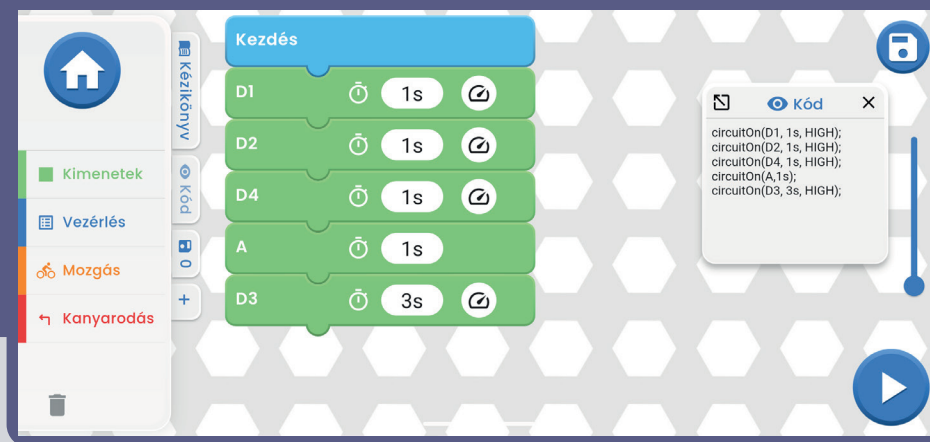 Kezdés
D1 1s
D2 1s
D4 1s
A 1s
D3 3s
Kimenetek
Vezérlés
Mozgás
Kanyarodás
Kézikönyv
Kód
0
+
Kód
circuitOn(D1, 1s, HIGH);
circuitOn(D2, 1s, HIGH);
circuitOn(D4, 1s, HIGH);
circuitOn(A,1s);
circuitOn(D3, 3s, HIGH);